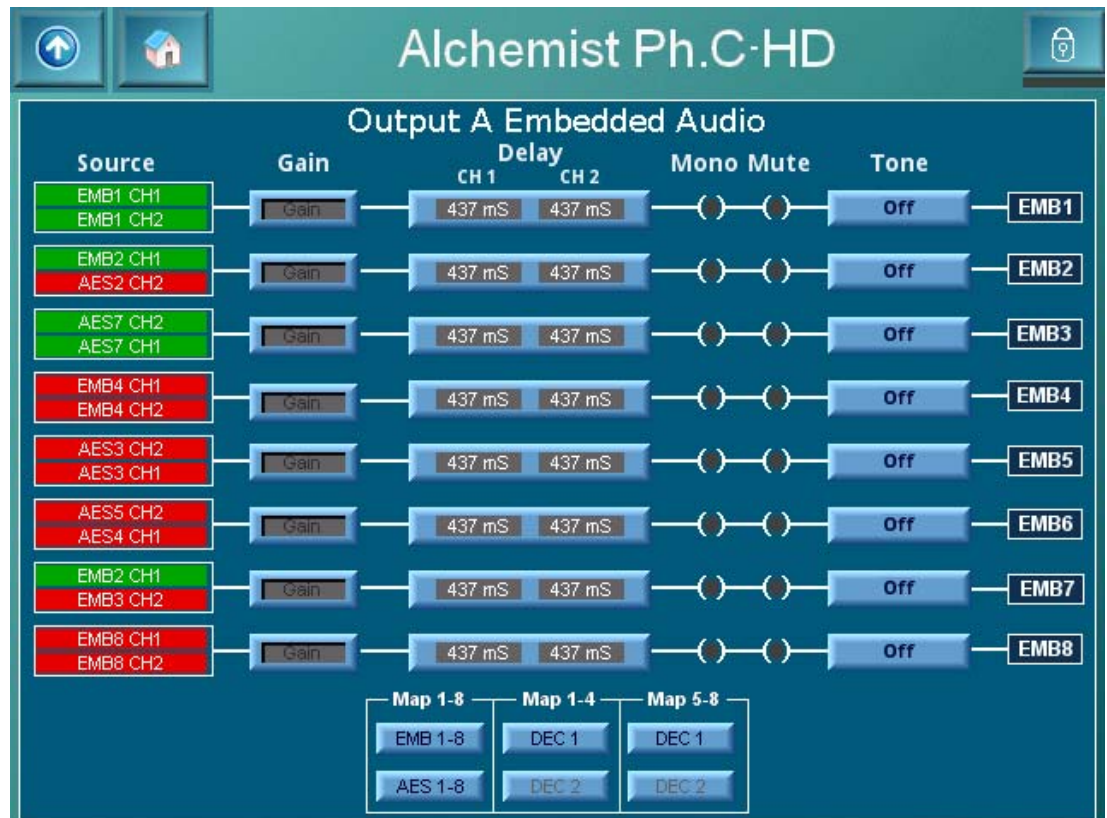 Alchemist Ph.C-HD
Output A Embedded Audio
Source Gain Delay Mono Mute Tone
CH 1 CH 2
EMB1 CH1
EMB1 CH2
Gain 437 mS 437 mS Off EMB1
EMB2 CH1
AES2 CH2
Gain 437 mS 437 mS Off EMB2
AES7 CH2
AES7 CH1
Gain 437 mS 437 mS Off EMB3
EMB4 CH1
EMB4 CH2
Gain 437 mS 437 mS Off EMB4
AES3 CH2
AES3 CH1
Gain 437 mS 437 mS Off EMB5
AES5 CH2
AES4 CH1
Gain 437 mS 437 mS Off EMB6
EMB2 CH1
EMB3 CH2
Gain 437 mS 437 mS Off EMB7
EMB8 CH1
EMB8 CH2
Gain 437 mS 437 mS Off EMB8
Map 1-8 Map 1-4 Map 5-8
EMB 1-8 DEC 1 DEC 1
AES 1-8 DEC 2 DEC 2